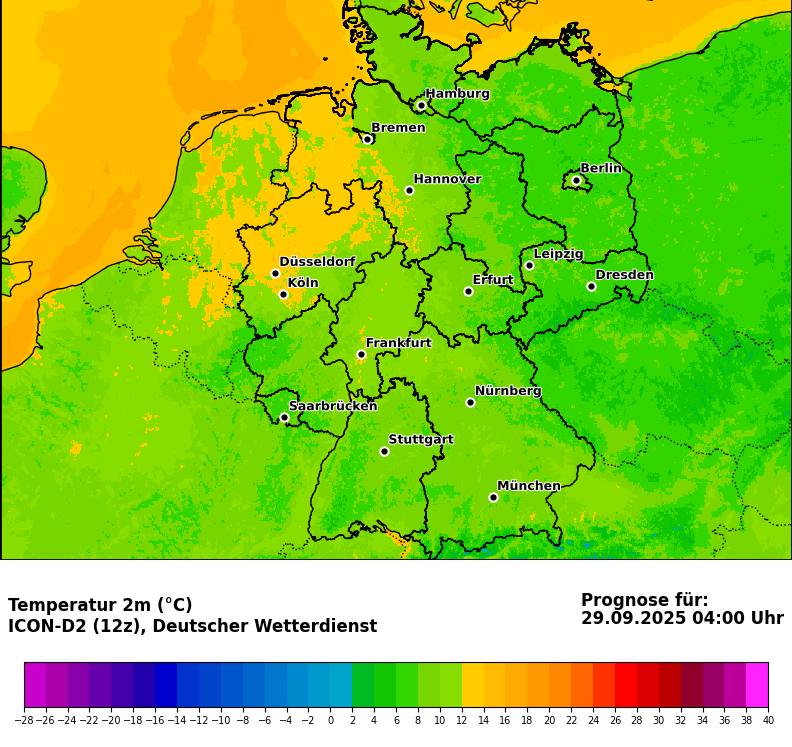 Hamburg
Bremen
Berlin
Hannover
Leipzig
Düsseldorf
Dresden
Köln
Erfurt
Frankfurt
Nürnberg
Saarbrücken
Stuttgart
München
Temperatur 2m (°C)
ICON-D2 (12z), Deutscher Wetterdienst
Prognose für:
29.09.2025 04:00 Uhr
−28 −26 −24 −22 −20 −18 −16 −14 −12 −10 −8 −6 −4 −2 0 2 4 6 8 10 12 14 16 18 20 22 24 26 28 30 32 34 36 38 40